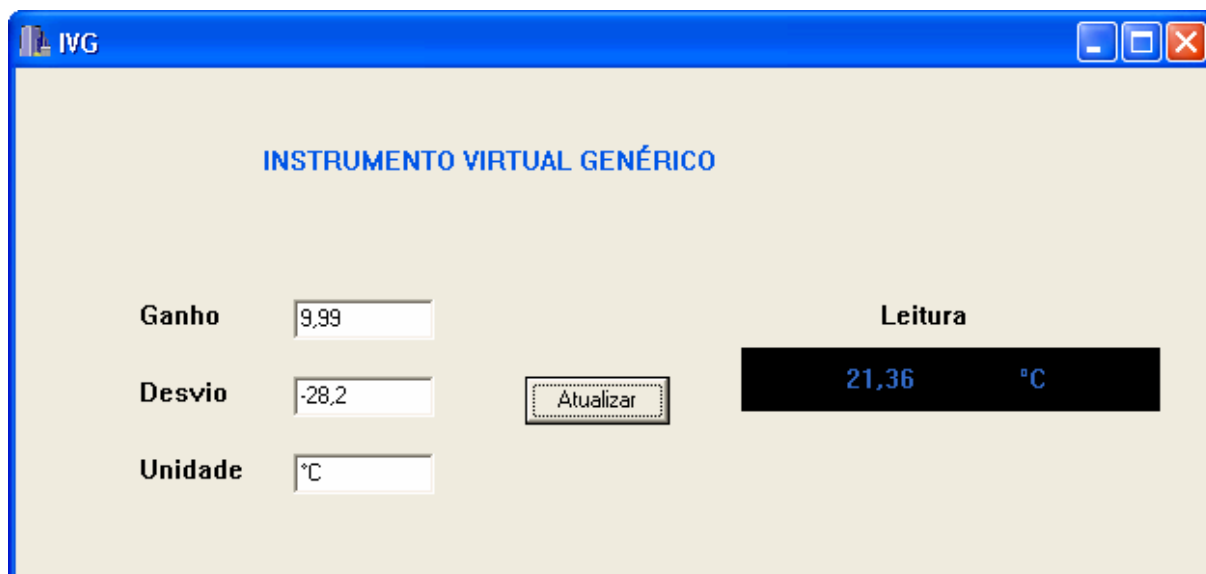 IVG
INSTRUMENTO VIRTUAL GENÉRICO
Ganho 9,99
Leitura
Desvio -28,2
Atualizar
21,36 °C
Unidade °C